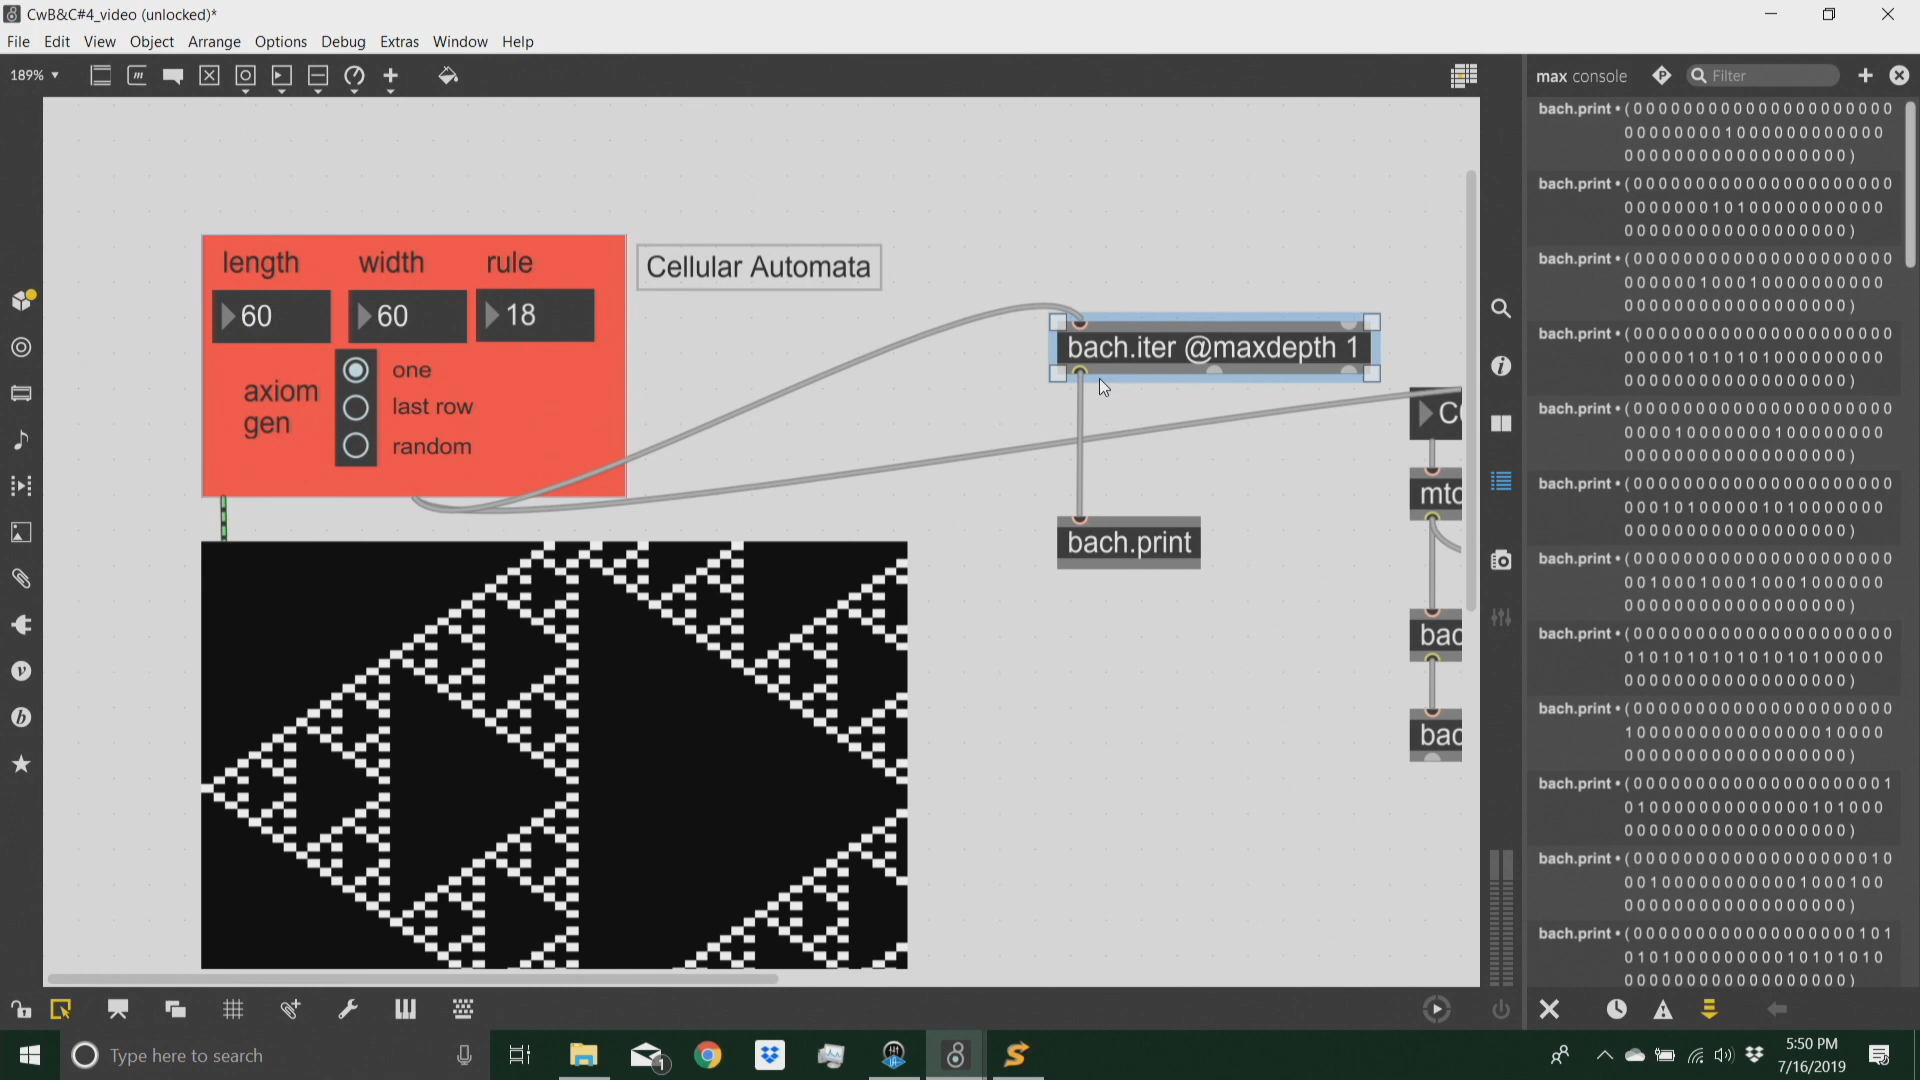 CwB&C#4_video (unlocked)*
File Edit View Object Arrange Options Debug Extras Window Help
189%
max console
Filter
length width rule
60 60 18
axiom
gen
one
last row
random
Cellular Automata
bach.iter @maxdepth 1
bach.print
mtc
bac
bac
bach.print • ( 0 0 0 0 0 0 0 0 0 0 0 0 0 0 0 0 0 0 0 0 0
0 0 0 0 0 0 0 0 1 0 0 0 0 0 0 0 0 0 0 0 0
0 0 0 0 0 0 0 0 0 0 0 0 0 0 0 0 0 0 )
bach.print • ( 0 0 0 0 0 0 0 0 0 0 0 0 0 0 0 0 0 0 0 0 0
0 0 0 0 0 0 0 1 0 1 0 0 0 0 0 0 0 0 0 0 0
0 0 0 0 0 0 0 0 0 0 0 0 0 0 0 0 0 0 )
bach.print • ( 0 0 0 0 0 0 0 0 0 0 0 0 0 0 0 0 0 0 0 0 0
0 0 0 0 0 0 1 0 0 0 1 0 0 0 0 0 0 0 0 0 0
0 0 0 0 0 0 0 0 0 0 0 0 0 0 0 0 0 0 )
bach.print • ( 0 0 0 0 0 0 0 0 0 0 0 0 0 0 0 0 0 0 0 0 0
0 0 0 0 0 1 0 1 0 1 0 1 0 0 0 0 0 0 0 0 0
0 0 0 0 0 0 0 0 0 0 0 0 0 0 0 0 0 0 )
bach.print • ( 0 0 0 0 0 0 0 0 0 0 0 0 0 0 0 0 0 0 0 0 0
0 0 0 0 1 0 0 0 0 0 0 0 1 0 0 0 0 0 0 0 0
0 0 0 0 0 0 0 0 0 0 0 0 0 0 0 0 0 0 )
bach.print • ( 0 0 0 0 0 0 0 0 0 0 0 0 0 0 0 0 0 0 0 0 0
0 0 0 1 0 1 0 0 0 0 0 1 0 1 0 0 0 0 0 0 0
0 0 0 0 0 0 0 0 0 0 0 0 0 0 0 0 0 0 )
bach.print • ( 0 0 0 0 0 0 0 0 0 0 0 0 0 0 0 0 0 0 0 0 0
0 0 1 0 0 0 1 0 0 0 1 0 0 0 1 0 0 0 0 0 0
0 0 0 0 0 0 0 0 0 0 0 0 0 0 0 0 0 0 )
bach.print • ( 0 0 0 0 0 0 0 0 0 0 0 0 0 0 0 0 0 0 0 0 0
0 1 0 1 0 1 0 1 0 1 0 1 0 1 0 1 0 0 0 0 0
0 0 0 0 0 0 0 0 0 0 0 0 0 0 0 0 0 0 )
bach.print • ( 0 0 0 0 0 0 0 0 0 0 0 0 0 0 0 0 0 0 0 0 0
1 0 0 0 0 0 0 0 0 0 0 0 0 0 0 0 1 0 0 0 0
0 0 0 0 0 0 0 0 0 0 0 0 0 0 0 0 0 0 )
bach.print • ( 0 0 0 0 0 0 0 0 0 0 0 0 0 0 0 0 0 0 0 0 1
0 1 0 0 0 0 0 0 0 0 0 0 0 0 0 1 0 1 0 0 0
0 0 0 0 0 0 0 0 0 0 0 0 0 0 0 0 0 0 )
bach.print • ( 0 0 0 0 0 0 0 0 0 0 0 0 0 0 0 0 0 0 0 1 0
0 0 1 0 0 0 0 0 0 0 0 0 0 0 1 0 0 0 1 0 0
0 0 0 0 0 0 0 0 0 0 0 0 0 0 0 0 0 0 )
bach.print • ( 0 0 0 0 0 0 0 0 0 0 0 0 0 0 0 0 0 0 1 0 1
0 1 0 1 0 0 0 0 0 0 0 0 0 1 0 1 0 1 0 1 0
0 0 0 0 0 0 0 0 0 0 0 0 0 0 0 0 0 0 )
Type here to search
1
5:50 PM
7/16/2019